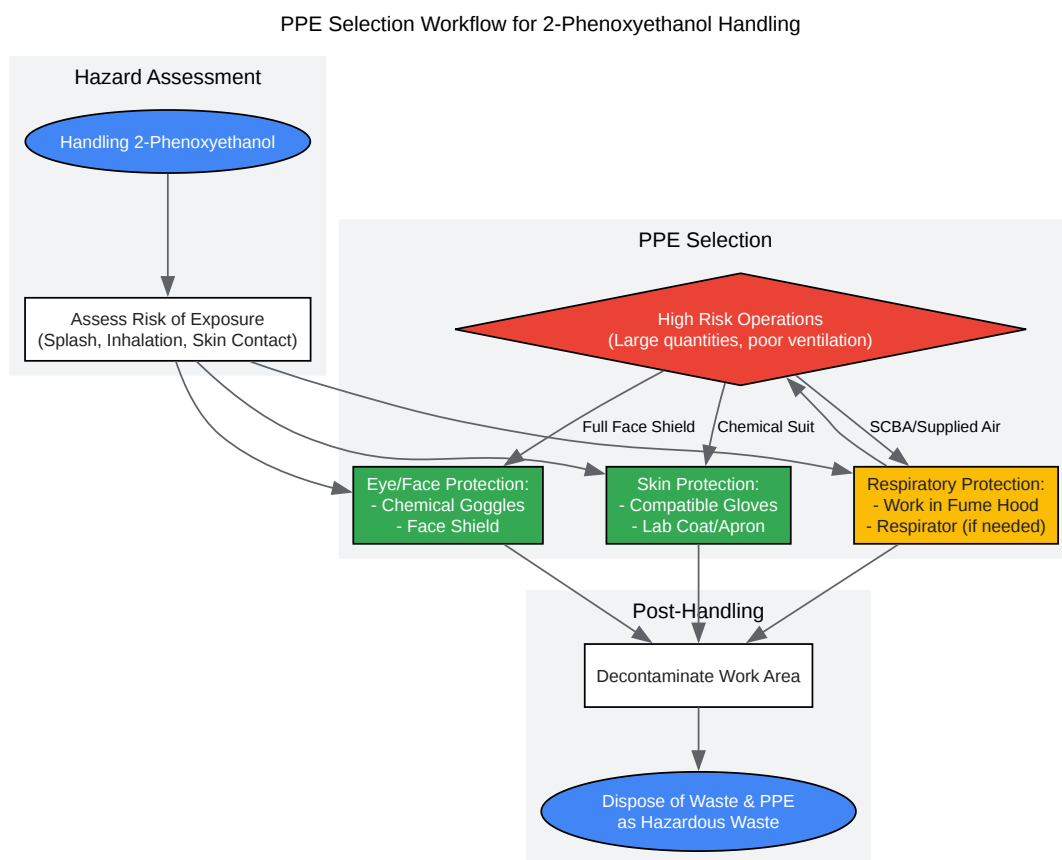 PPE Selection Workflow for 2-Phenoxyethanol Handling
Hazard Assessment
Handling 2-Phenoxyethanol
Assess Risk of Exposure
(Splash, Inhalation, Skin Contact)
PPE Selection
High Risk Operations
(Large quantities, poor ventilation)
Full Face Shield
Chemical Suit
SCBA/Supplied Air
Eye/Face Protection:
- Chemical Goggles
- Face Shield
Skin Protection:
- Compatible Gloves
- Lab Coat/Apron
Respiratory Protection:
- Work in Fume Hood
- Respirator (if needed)
Post-Handling
Decontaminate Work Area
Dispose of Waste & PPE
as Hazardous Waste